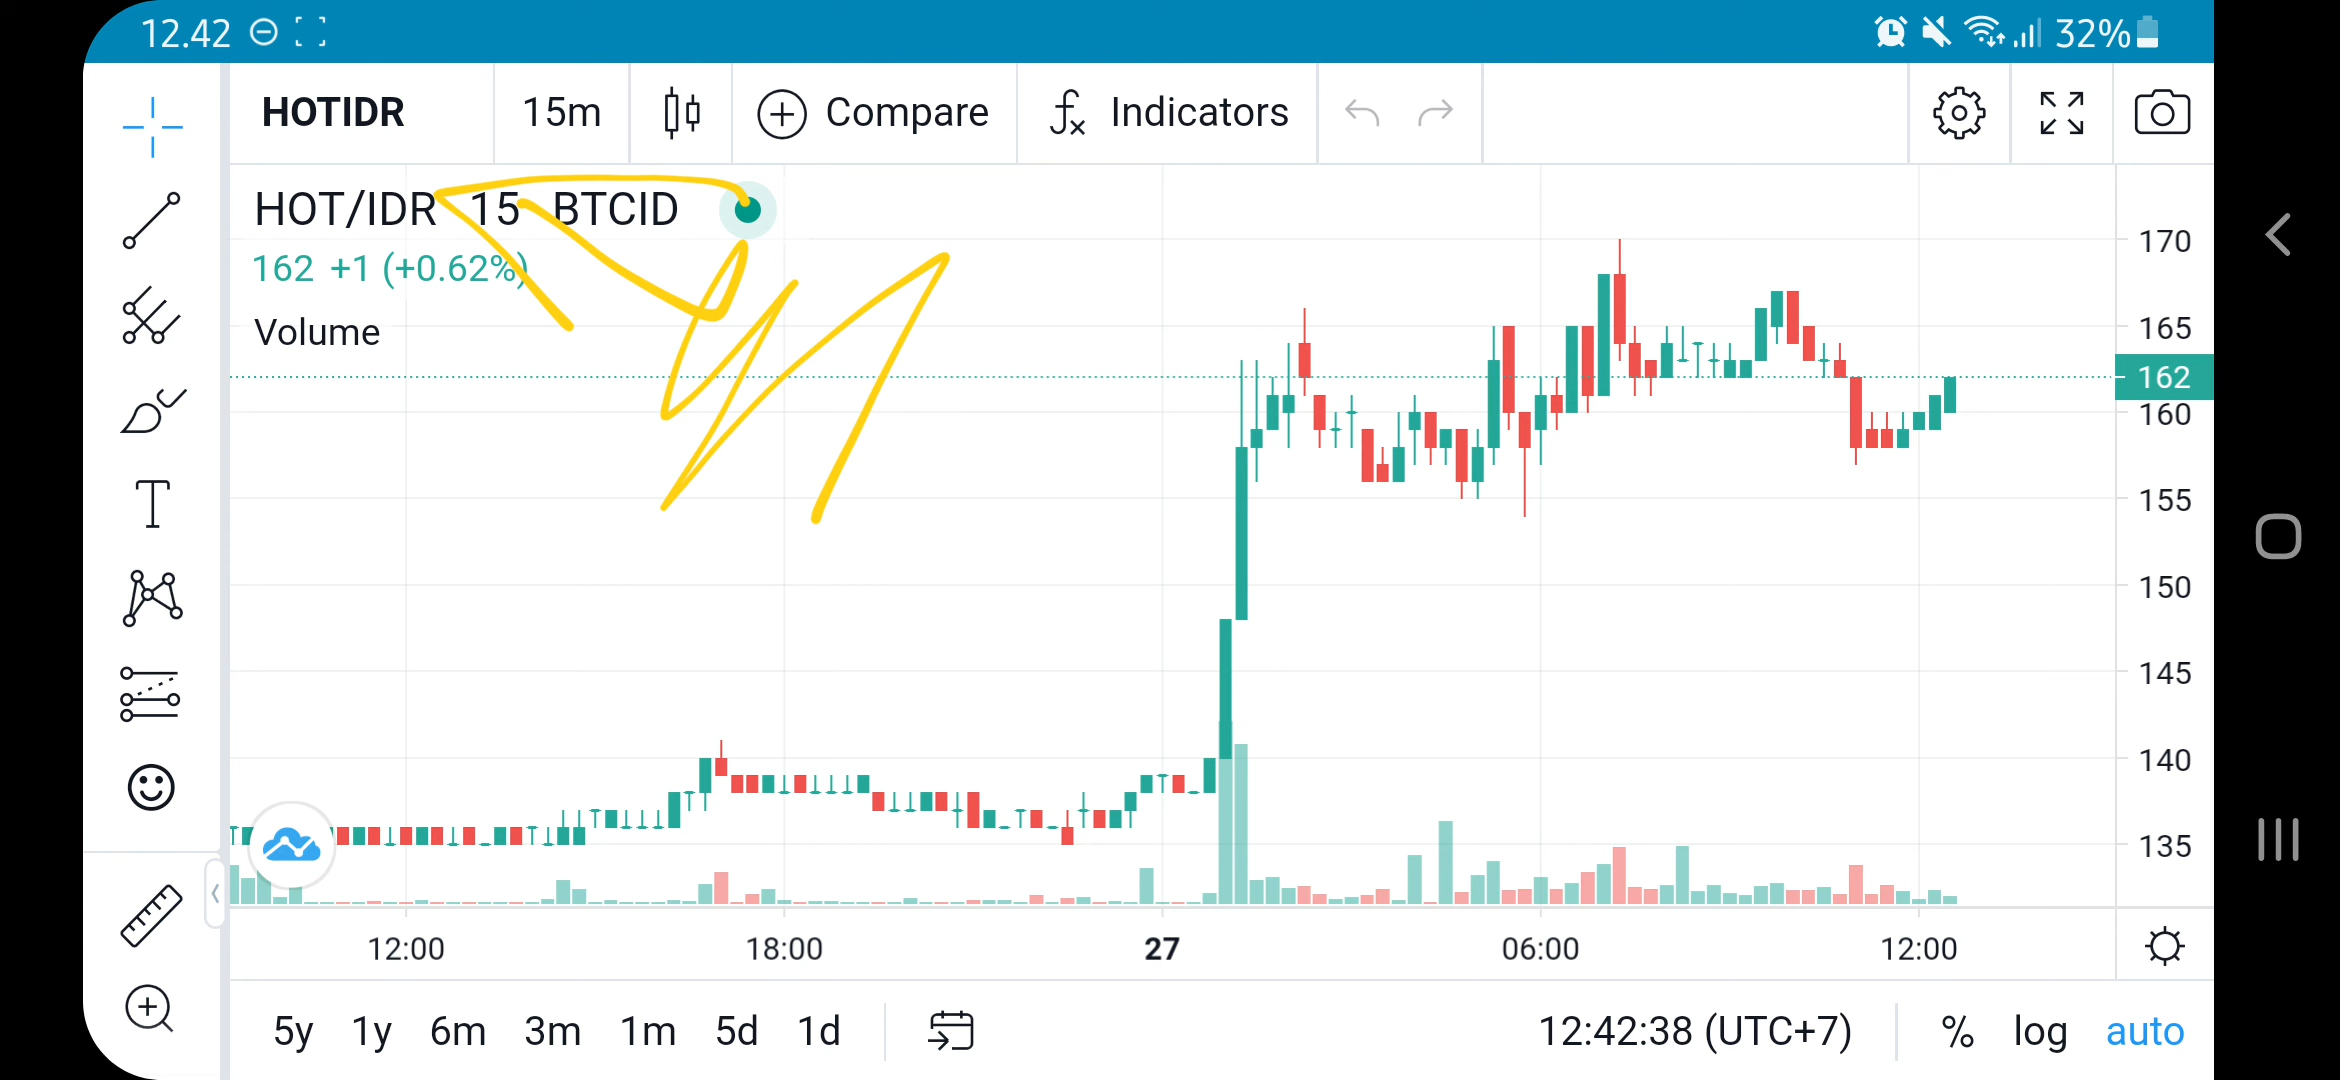 12.42 32%
HOTIDR 15m Compare Indicators
HOT/IDR 15 BTCID
162 +1 (+0.62%)
Volume
170
165
162
160
155
150
145
140
135
12:00 18:00 27 06:00 12:00
5y 1y 6m 3m 1m 5d 1d 12:42:38 (UTC+7) % log auto